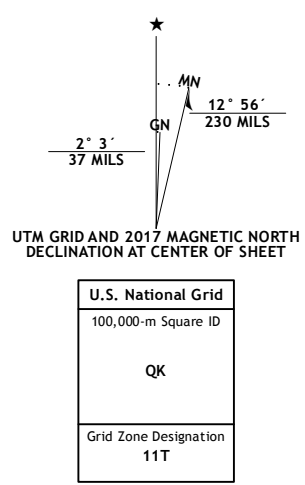 ★
MN
GN
12° 56´
230 MILS
2° 3´
37 MILS
UTM GRID AND 2017 MAGNETIC NORTH
DECLINATION AT CENTER OF SHEET
U.S. National Grid
100,000-m Square ID
QK
Grid Zone Designation
11T